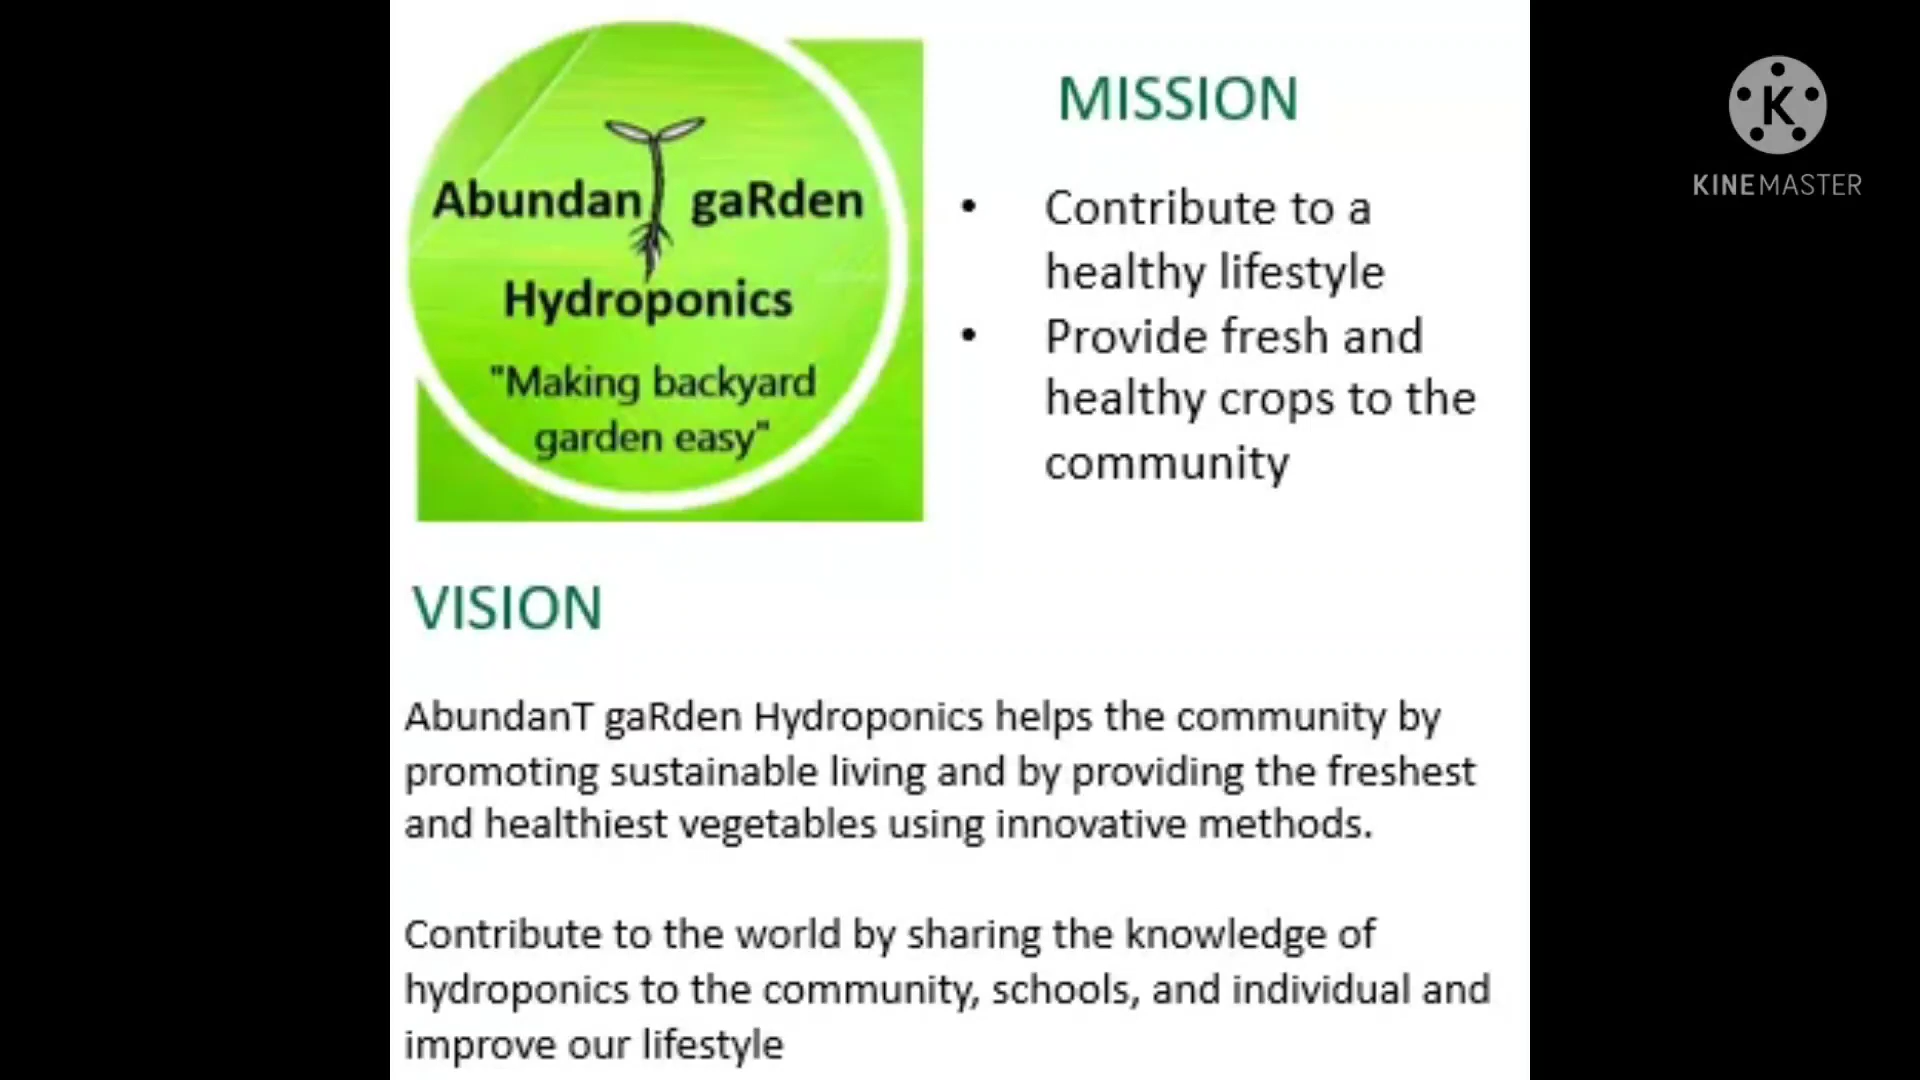 Abundan gaRden
Hydroponics
"Making backyard
garden easy"
MISSION
• Contribute to a
healthy lifestyle
• Provide fresh and
healthy crops to the
community
VISION
AbundanT gaRden Hydroponics helps the community by
promoting sustainable living and by providing the freshest
and healthiest vegetables using innovative methods.
Contribute to the world by sharing the knowledge of
hydroponics to the community, schools, and individual and
improve our lifestyle
K
KINEMASTER